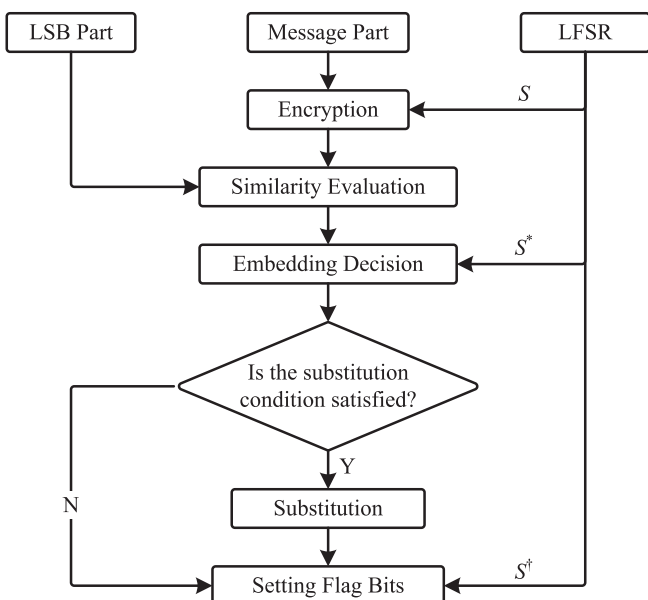 LSB Part
Message Part
LFSR
Encryption
S
Similarity Evaluation
Embedding Decision
S*
Is the substitution
condition satisfied?
Y
N
Substitution
Setting Flag Bits
S†